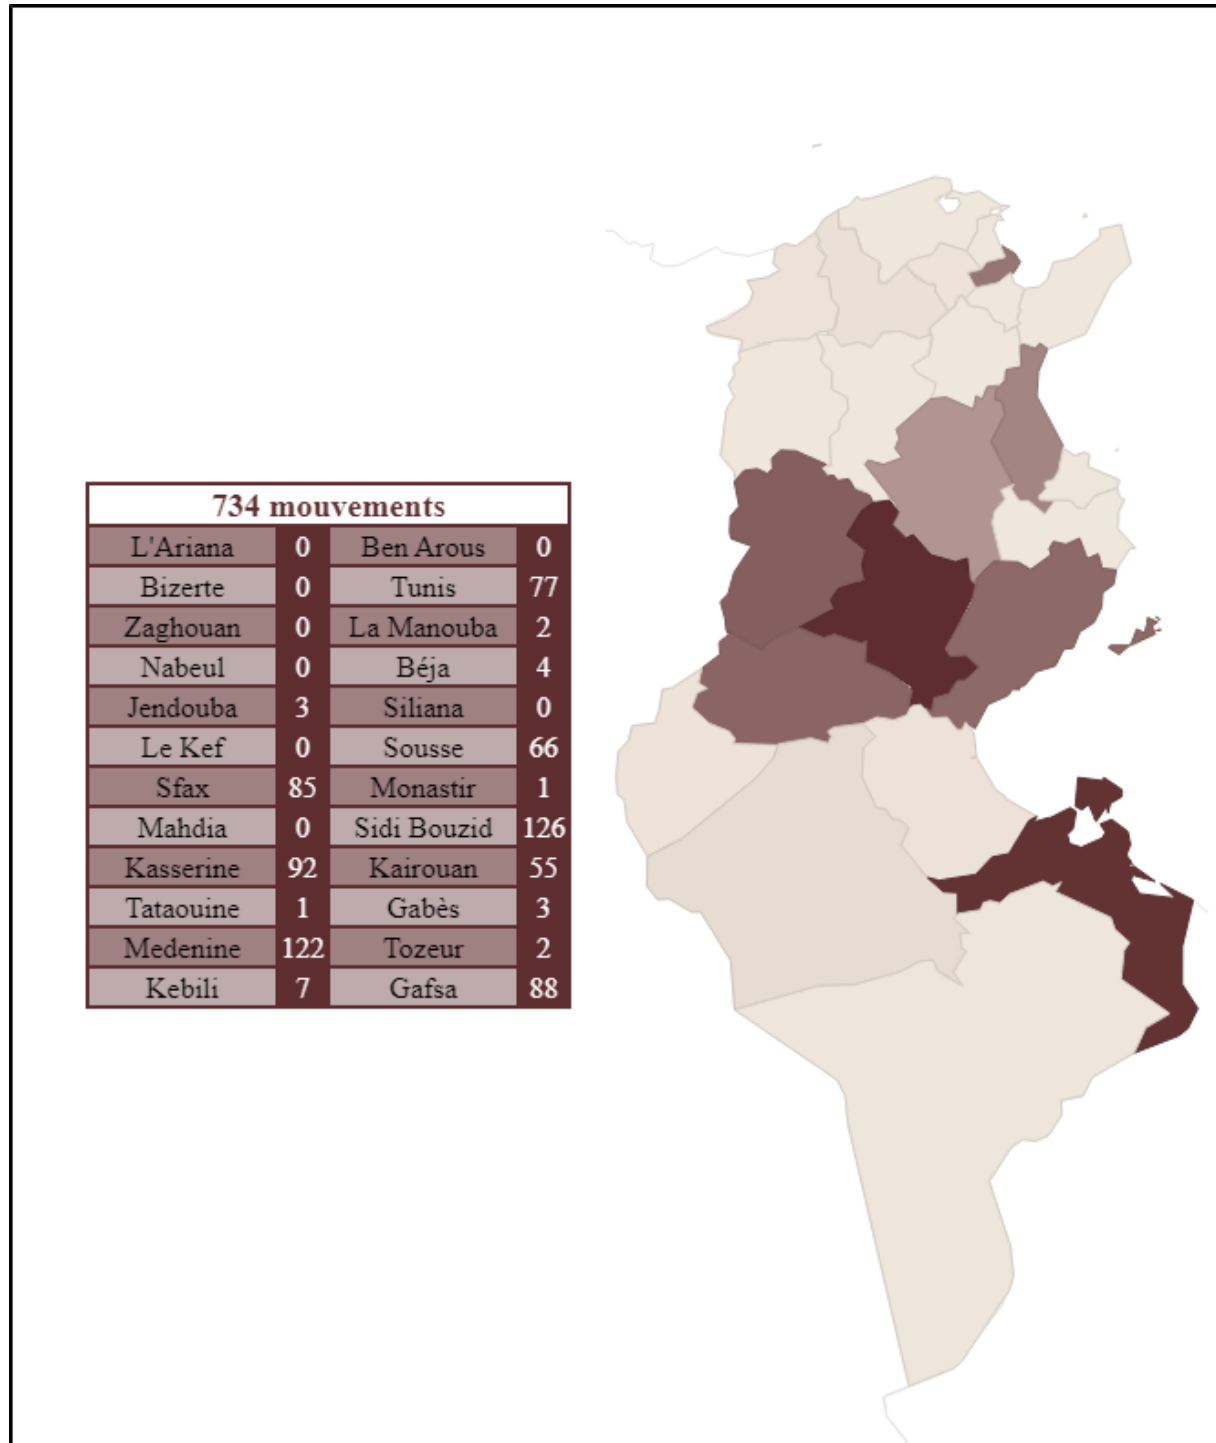 734 mouvements
L'Ariana 0 Ben Arous 0
Bizerte 0 Tunis 77
Zaghouan 0 La Manouba 2
Nabeul 0 Béja 4
Jendouba 3 Siliana 0
Le Kef 0 Sousse 66
Sfax 85 Monastir 1
Mahdia 0 Sidi Bouzid 126
Kasserine 92 Kairouan 55
Tataouine 1 Gabès 3
Medenine 122 Tozeur 2
Kebili 7 Gafsa 88